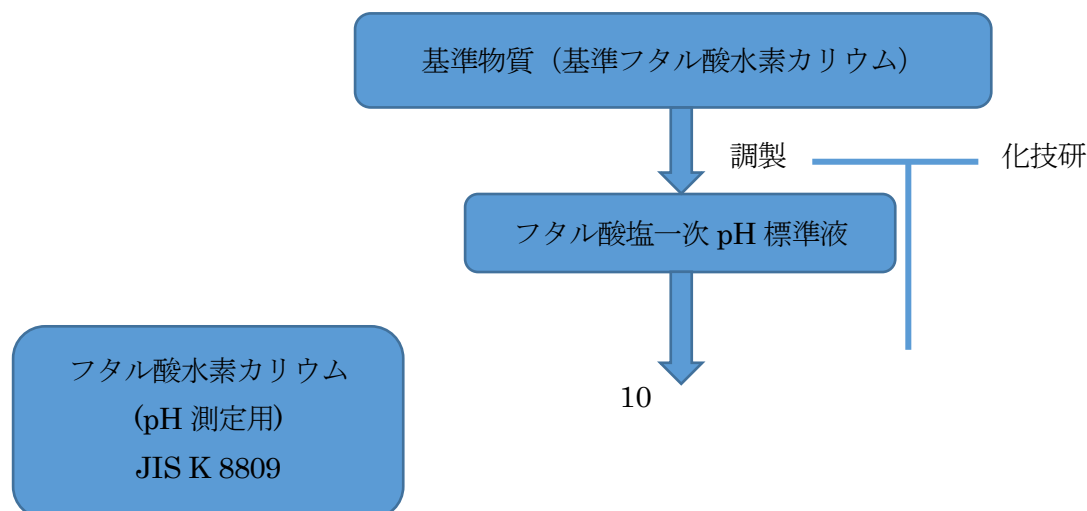 基準物質（基準フタル酸水素カリウム）
調製
化技研
フタル酸塩一次 pH 標準液
フタル酸水素カリウム
(pH 測定用)
JIS K 8809
10